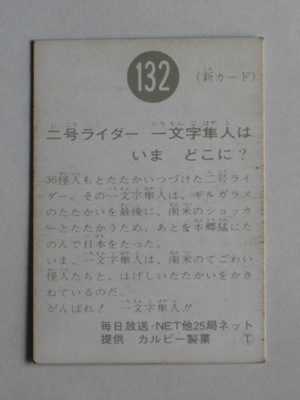 132
(新カード)
二号ライダー 一文字隼人は
いま どこに?
36怪人もとたたかいつづけた二号ライ
ダー。その一文字隼人は、ギルガラス
のたたかいを最後に、南米のショッカ
ーとたたかうため、あとを本郷猛にた
のんで日本をたった。
いま、一文字隼人は、南米のてごわい
怪人たちと、はげしいたたかいをかさ
ねているのだ。
がんばれ! 一文字隼人!!
毎日放送・NET他25局ネット
提供 カルビー製菓 Ⓣ